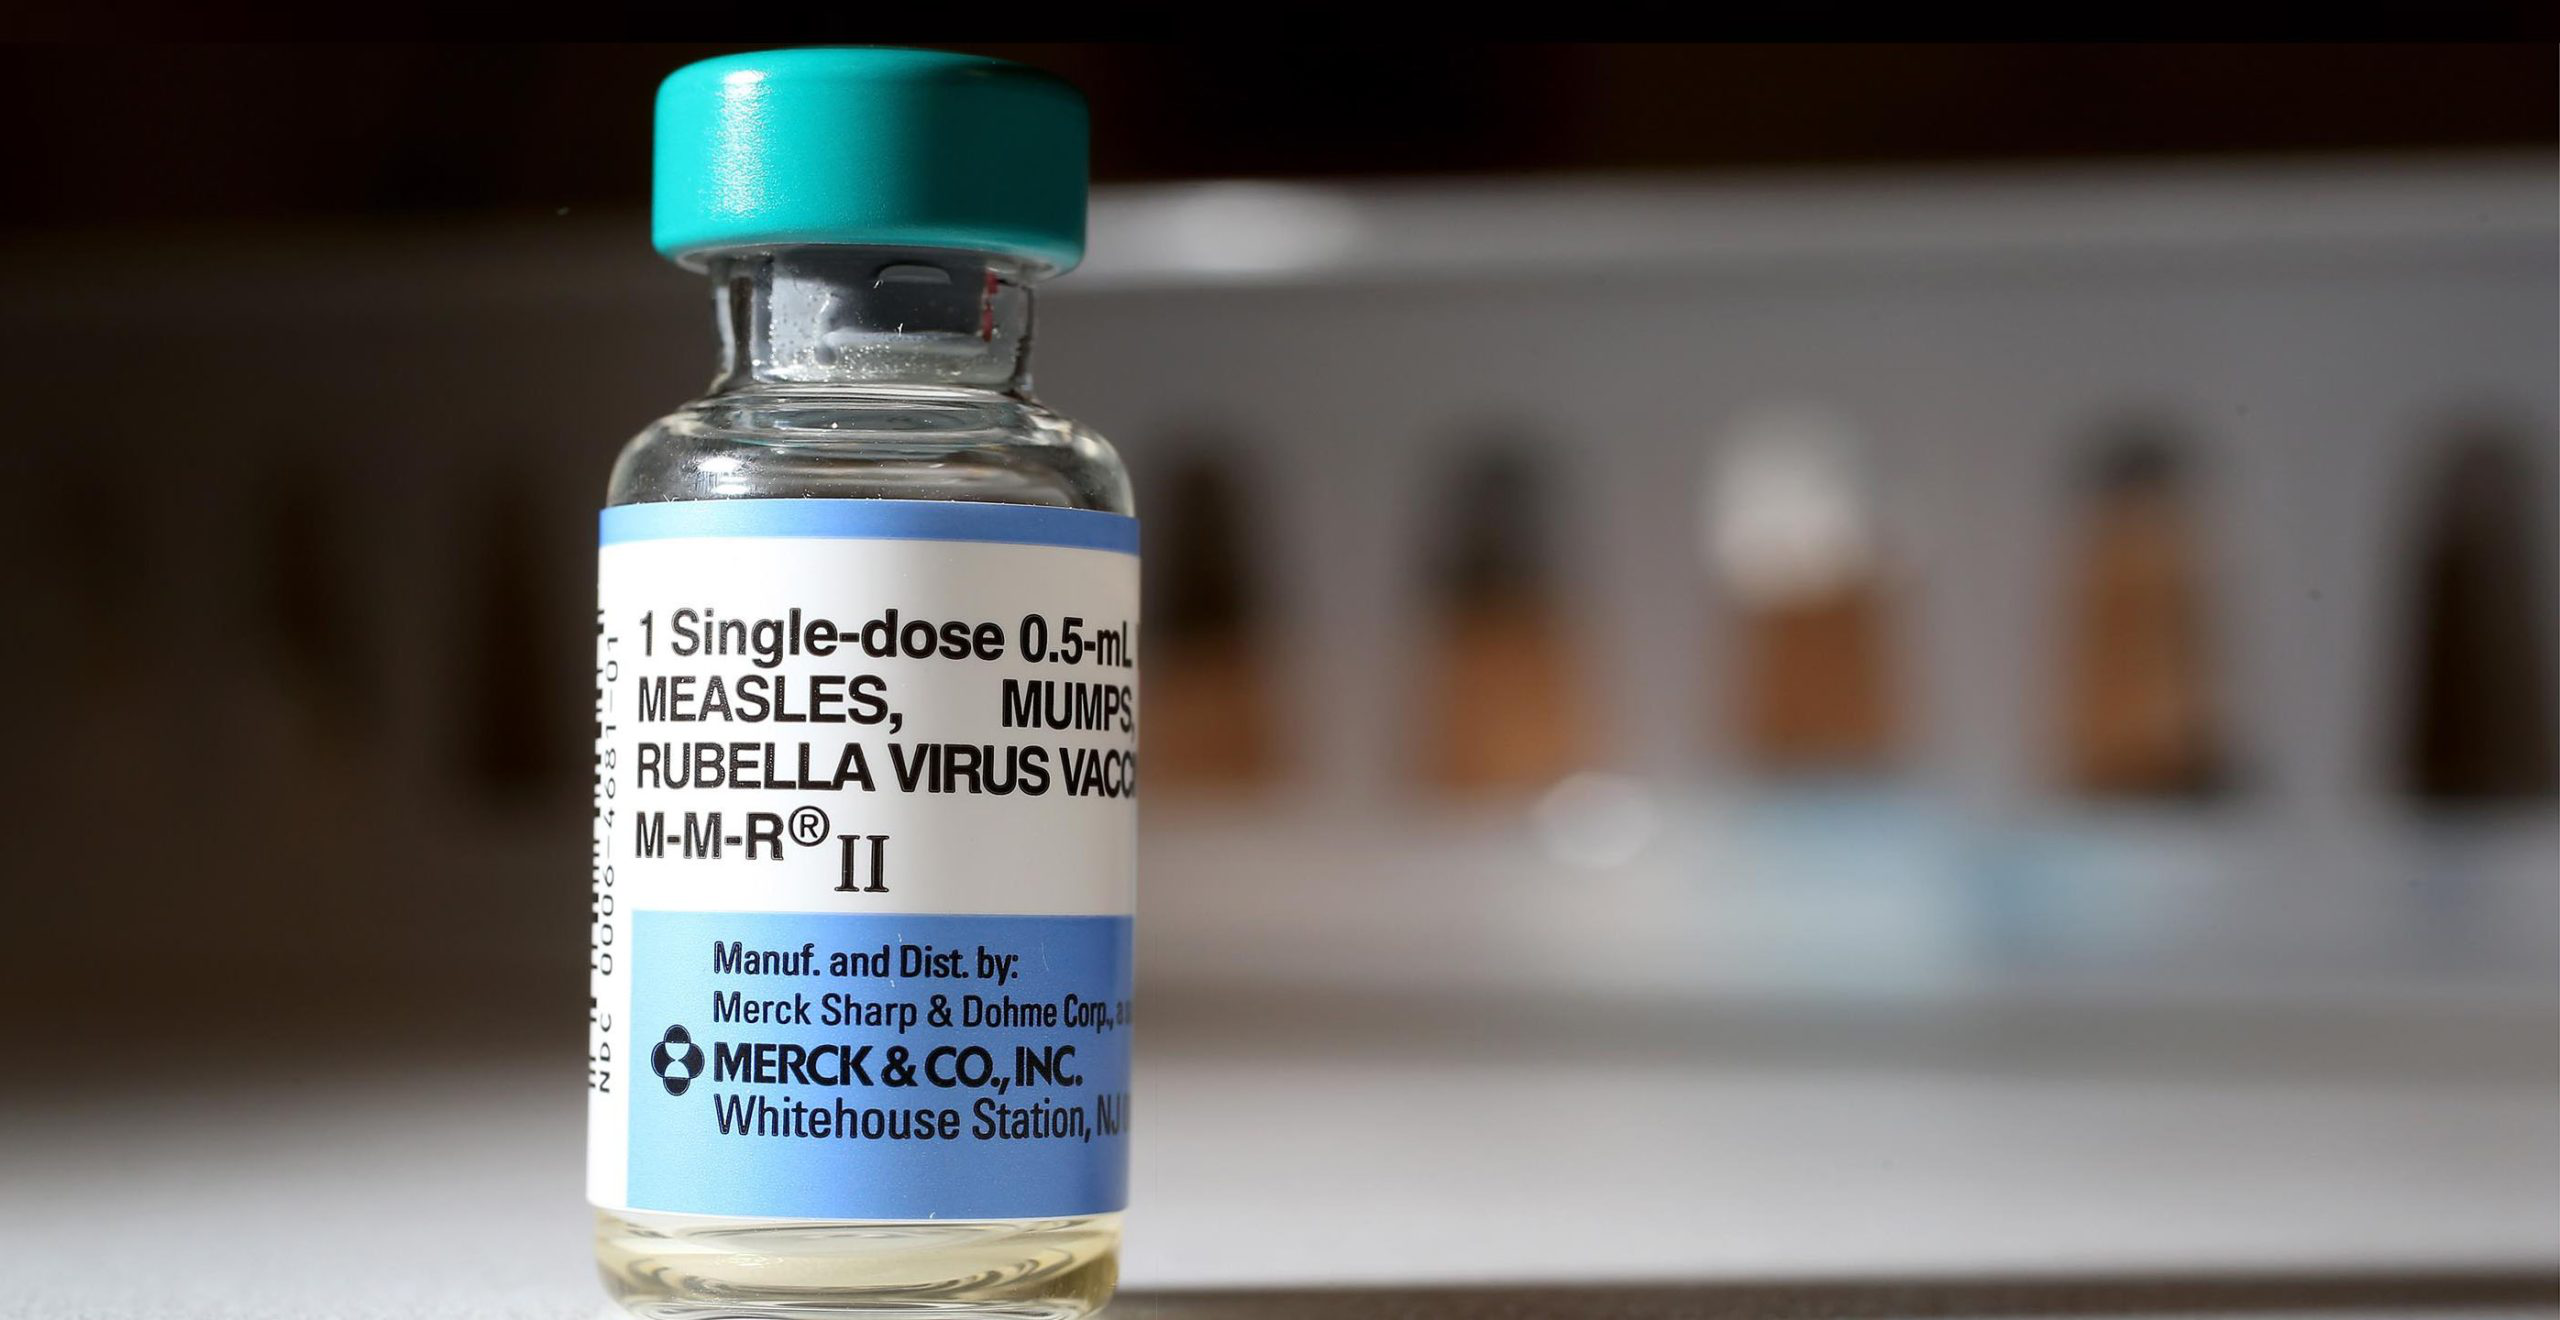 1 Single-dose 0.5-mL
MEASLES, MUMPS,
RUBELLA VIRUS
M-M-R® II
Manuf. and Dist. by:
Merck Sharp & Dohme Corp.,
MERCK & CO., INC.
Whitehouse Station, NJ
NDC 0006-4681-01